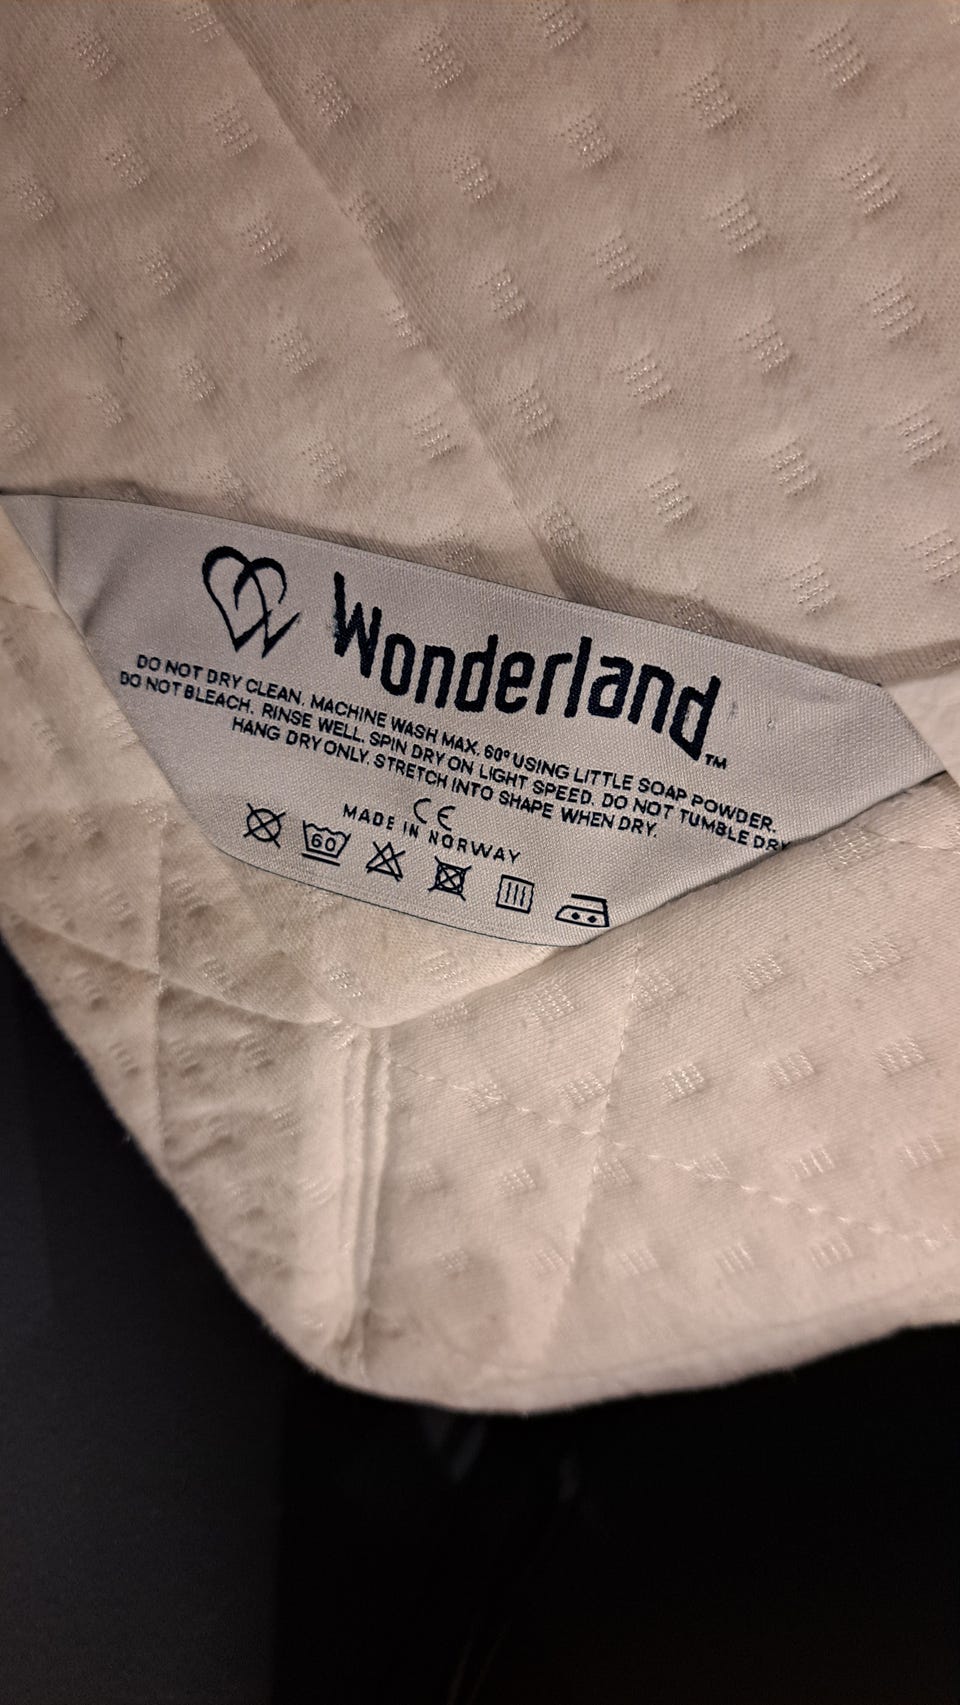 Wonderland™
DO NOT DRY CLEAN. MACHINE WASH MAX. 60° USING LITTLE SOAP POWDER.
DO NOT BLEACH. RINSE WELL. SPIN DRY ON LIGHT SPEED. DO NOT TUMBLE DRY
HANG DRY ONLY. STRETCH INTO SHAPE WHEN DRY.
CE
MADE IN NORWAY
60